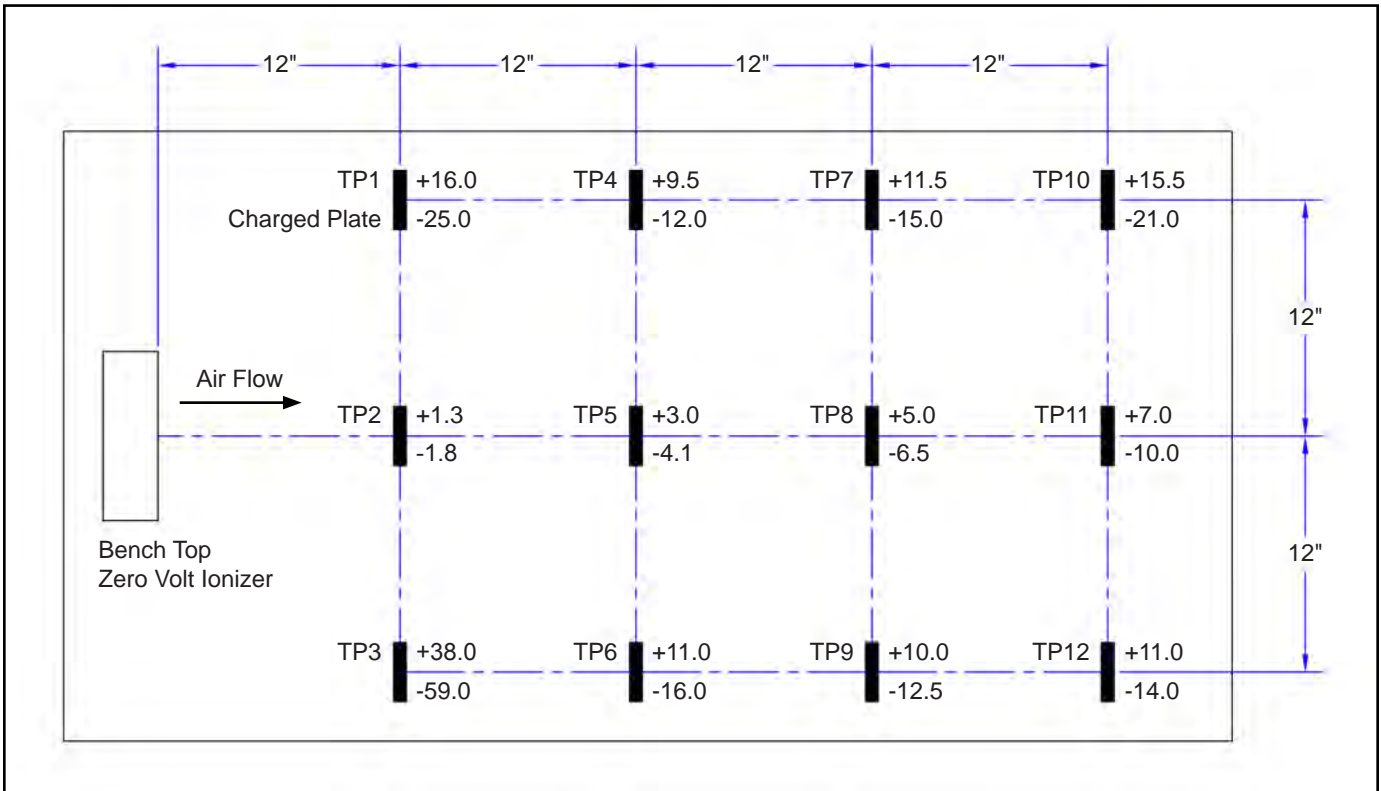 12" 12" 12" 12"
TP1 +16.0 TP4 +9.5 TP7 +11.5 TP10 +15.5
Charged Plate -25.0 -12.0 -15.0 -21.0
12"
Air Flow
TP2 +1.3 TP5 +3.0 TP8 +5.0 TP11 +7.0
-1.8 -4.1 -6.5 -10.0
Bench Top
12"
Zero Volt Ionizer
TP3 +38.0 TP6 +11.0 TP9 +10.0 TP12 +11.0
-59.0 -16.0 -12.5 -14.0